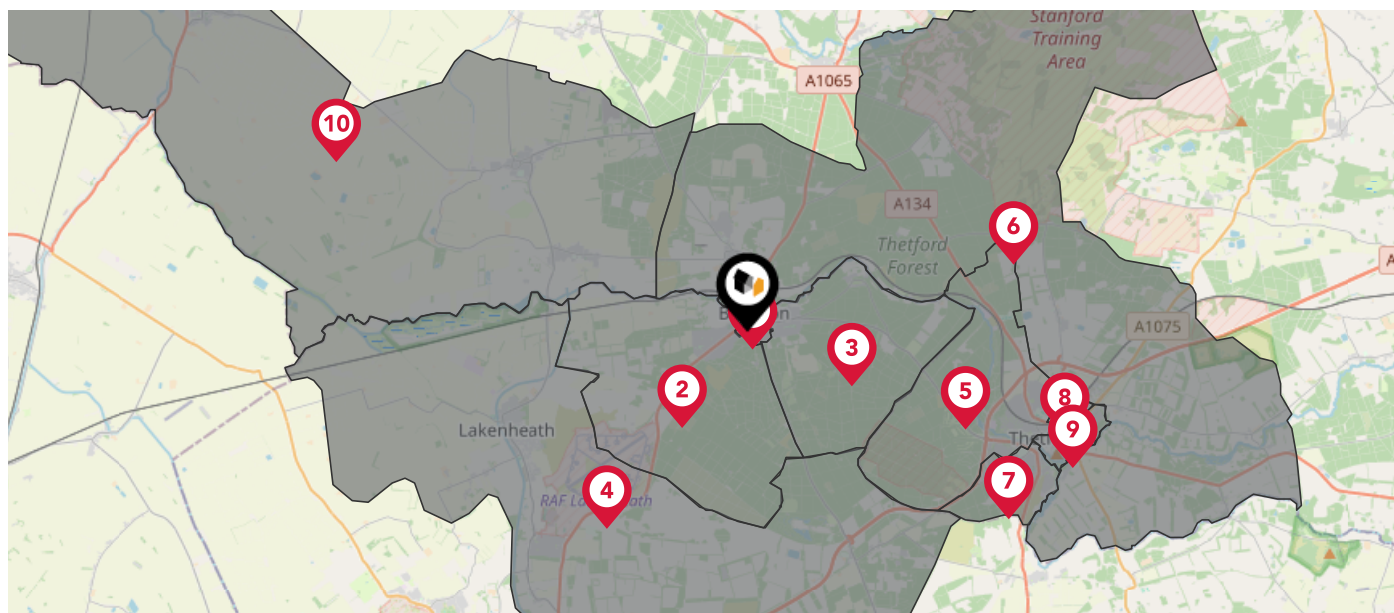 Stanford
Training
Area
A1065
10
A134
6
Thetford
Forest
A1075
3
2
5
8
Lakenheath
9
7
4